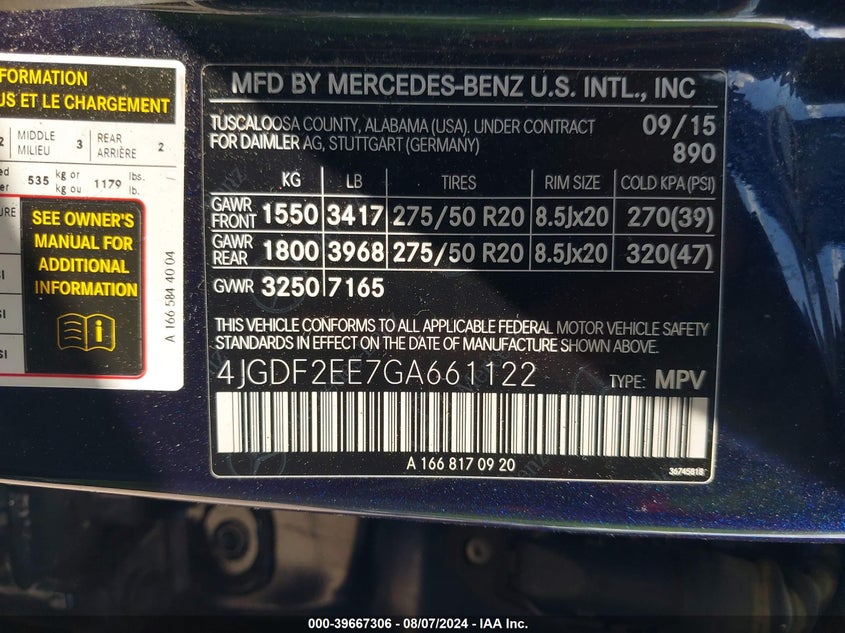 FORMATION
US ET LE CHARGEMENT
2 MIDDLE MILIEU 3 REAR ARRIÈRE 2
535 kg or kg ou 1179 lbs. lb.
SEE OWNER'S
MANUAL FOR
ADDITIONAL
INFORMATION
A 166 584 40 04
MFD BY MERCEDES-BENZ U.S. INTL., INC
TUSCALOOSA COUNTY, ALABAMA (USA). UNDER CONTRACT 09/15
FOR DAIMLER AG, STUTTGART (GERMANY) 890
KG LB TIRES RIM SIZE COLD KPA(PSI)
GAWR FRONT 1550 3417 275/50 R20 8.5Jx20 270(39)
GAWR REAR 1800 3968 275/50 R20 8.5Jx20 320(47)
GVWR 3250 7165
THIS VEHICLE CONFORMS TO ALL APPLICABLE FEDERAL MOTOR VEHICLE SAFETY
STANDARDS IN EFFECT ON THE DATE OF MANUFACTURE SHOWN ABOVE.
4JGDF2EE7GA661122 TYPE: MPV
A 166 817 09 20
36745818
000-39667306 - 08/07/2024 - IAA Inc.